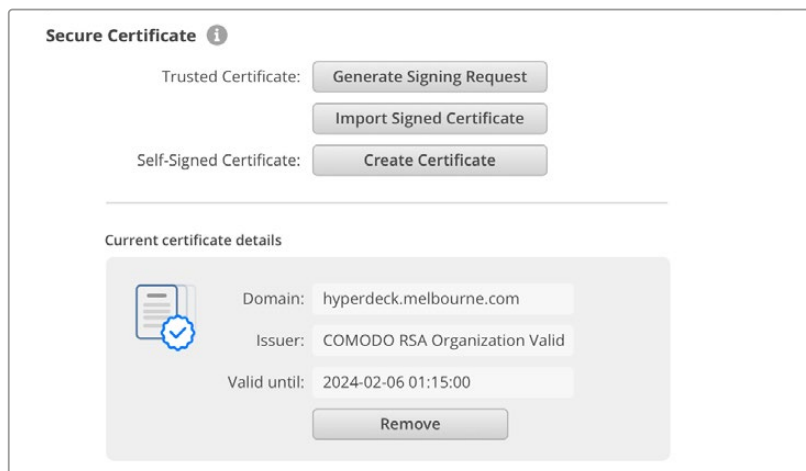 Secure Certificate
Trusted Certificate: Generate Signing Request
Import Signed Certificate
Self-Signed Certificate: Create Certificate
Current certificate details
Domain: hyperdeck.melbourne.com
Issuer: COMODO RSA Organization Valid
Valid until: 2024-02-06 01:15:00
Remove